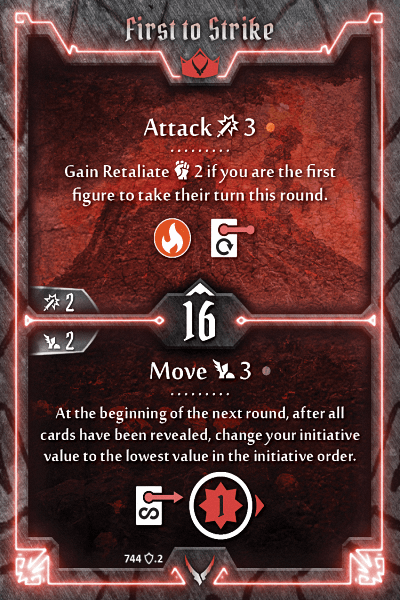 First to Strike
Attack 3
Gain Retaliate 2 if you are the first
figure to take their turn this round.
2
16
2
Move 3
At the beginning of the next round, after all
cards have been revealed, change your initiative
value to the lowest value in the initiative order.
1
744 .2